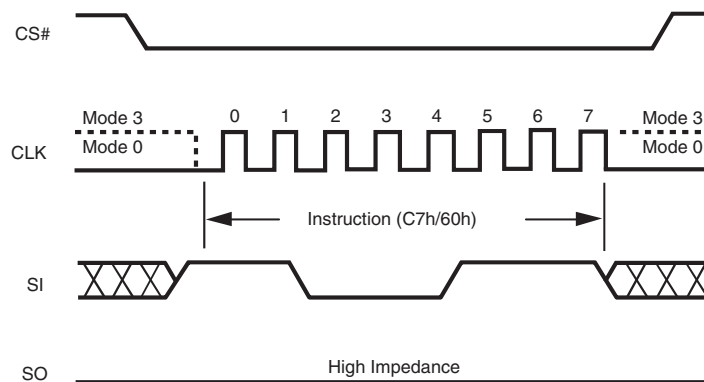 CS#
Mode 3 0 1 2 3 4 5 6 7 Mode 3
CLK Mode 0 Mode 0
Instruction (C7h/60h)
SI
High Impedance
SO